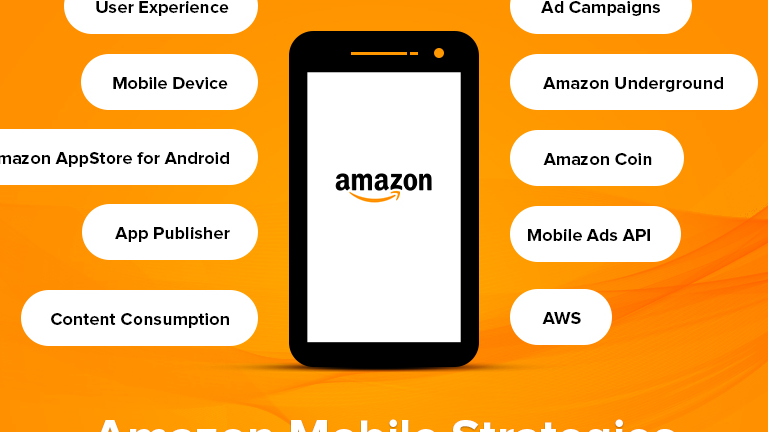 User Experience
Mobile Device
mazon AppStore for Android
App Publisher
Content Consumption
amazon
Ad Campaigns
Amazon Underground
Amazon Coin
Mobile Ads API
AWS
Amazon Mobile Strategies